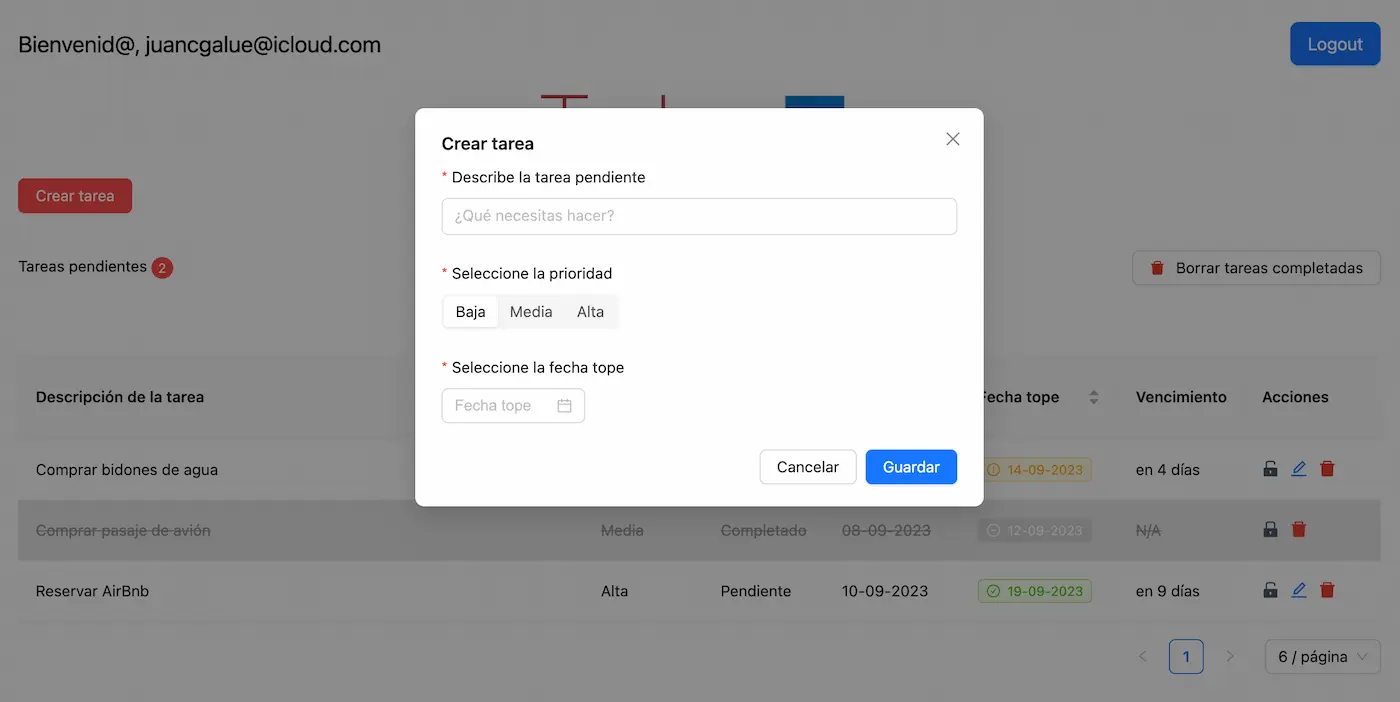 Bienvenid@, juancgalue@icloud.com
Logout
Crear tarea
Tareas pendientes 2
Borrar tareas completadas
Crear tarea
* Describe la tarea pendiente
¿Qué necesitas hacer?
* Seleccione la prioridad
Baja Media Alta
* Seleccione la fecha tope
Fecha tope
Cancelar Guardar
Descripción de la tarea Fecha tope Vencimiento Acciones
Comprar bidones de agua 14-09-2023 en 4 días
Comprar pasaje de avión Media Completado 08-09-2023 12-09-2023 N/A
Reservar AirBnb Alta Pendiente 10-09-2023 19-09-2023 en 9 días
1 6 / página